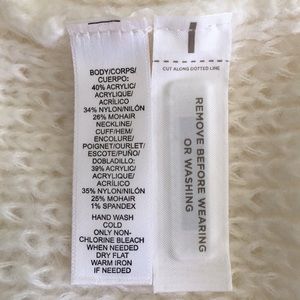 BODY/CORPS/
CUERPO:
40% ACRYLIC/
ACRYLIQUE/
ACRÍLICO
34% NYLON/NILÓN
26% MOHAIR
NECKLINE/
CUFF/HEM/
ENCOLURE/
POIGNET/OURLET/
ESCOTE/PUÑO/
DOBLADILLO:
39% ACRYLIC/
ACRYLIQUE/
ACRÍLICO
35% NYLON/NILÓN
25% MOHAIR
1% SPANDEX
HAND WASH
COLD
ONLY NON-
CHLORINE BLEACH
WHEN NEEDED
DRY FLAT
WARM IRON
IF NEEDED
CUT ALONG DOTTED LINE
REMOVE BEFORE WEARING
OR WASHING